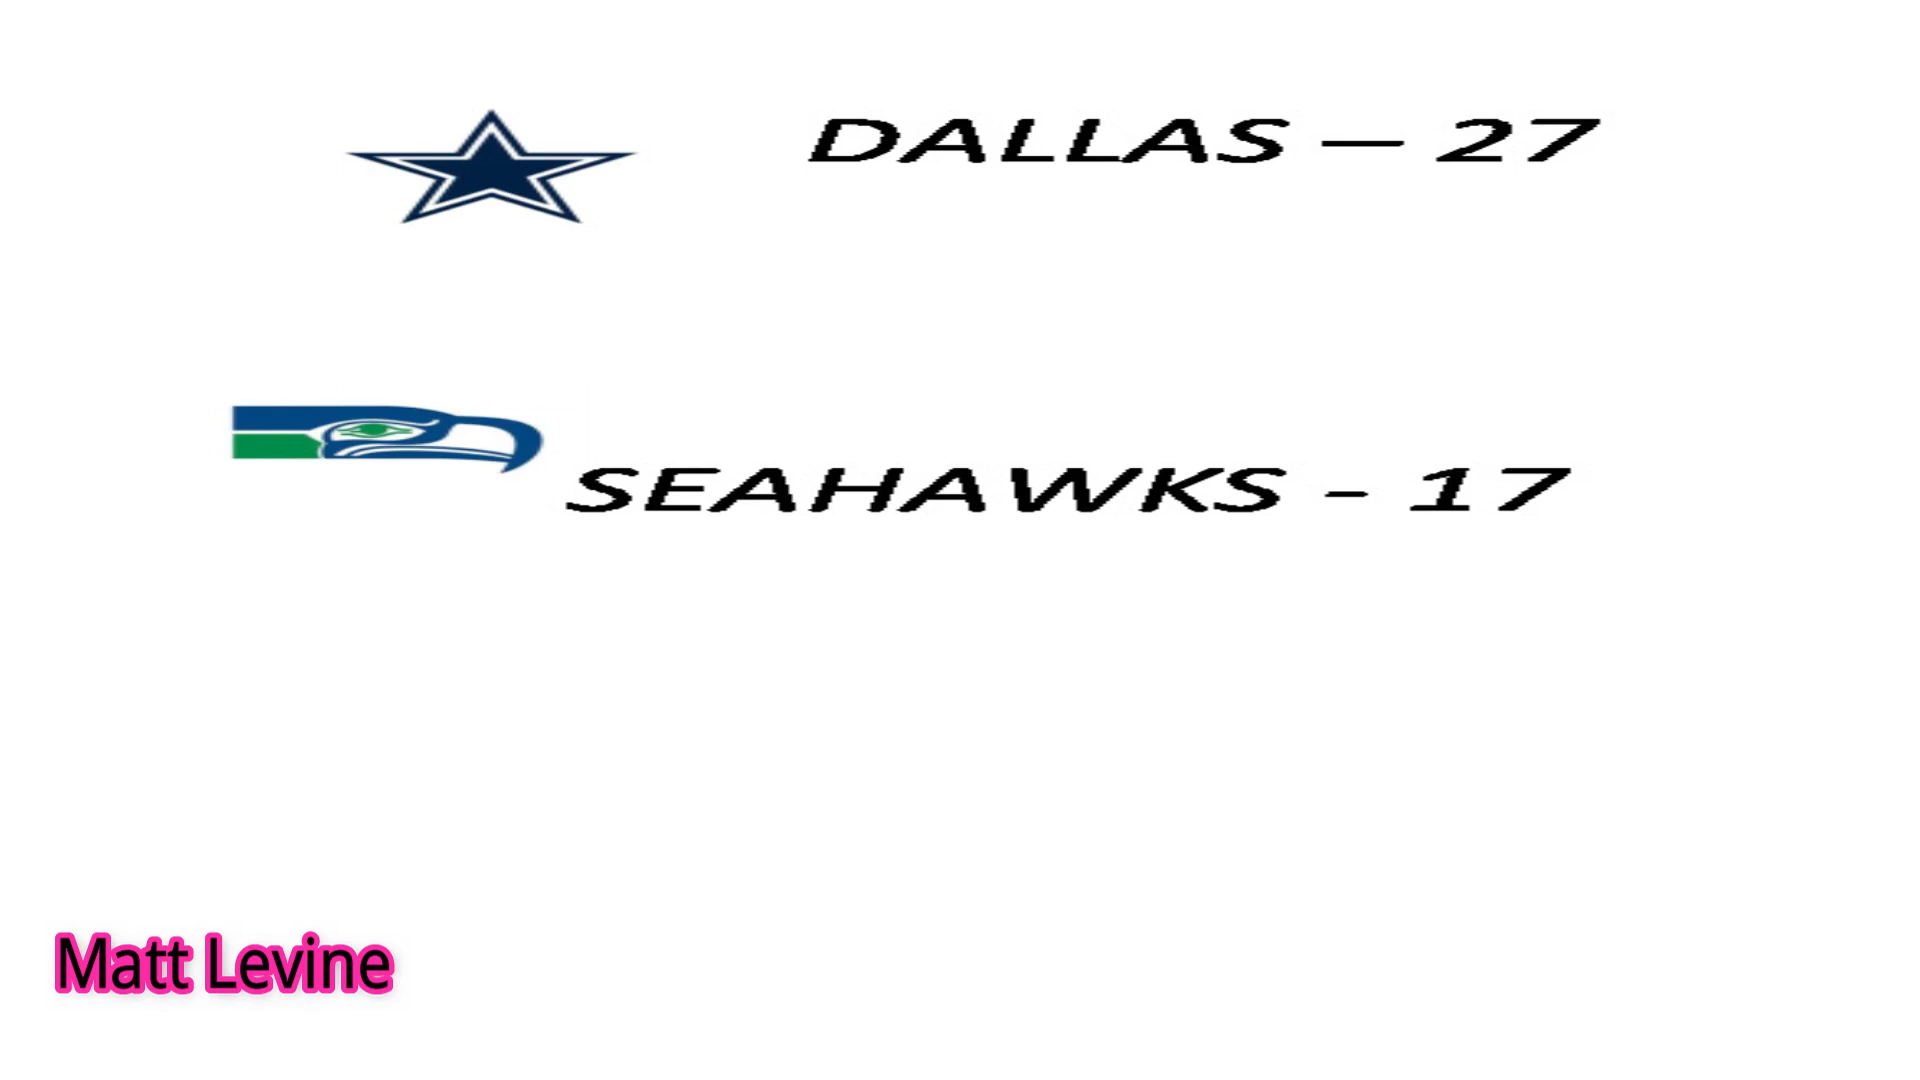 DALLAS – 27
SEAHAWKS - 17
Matt Levine